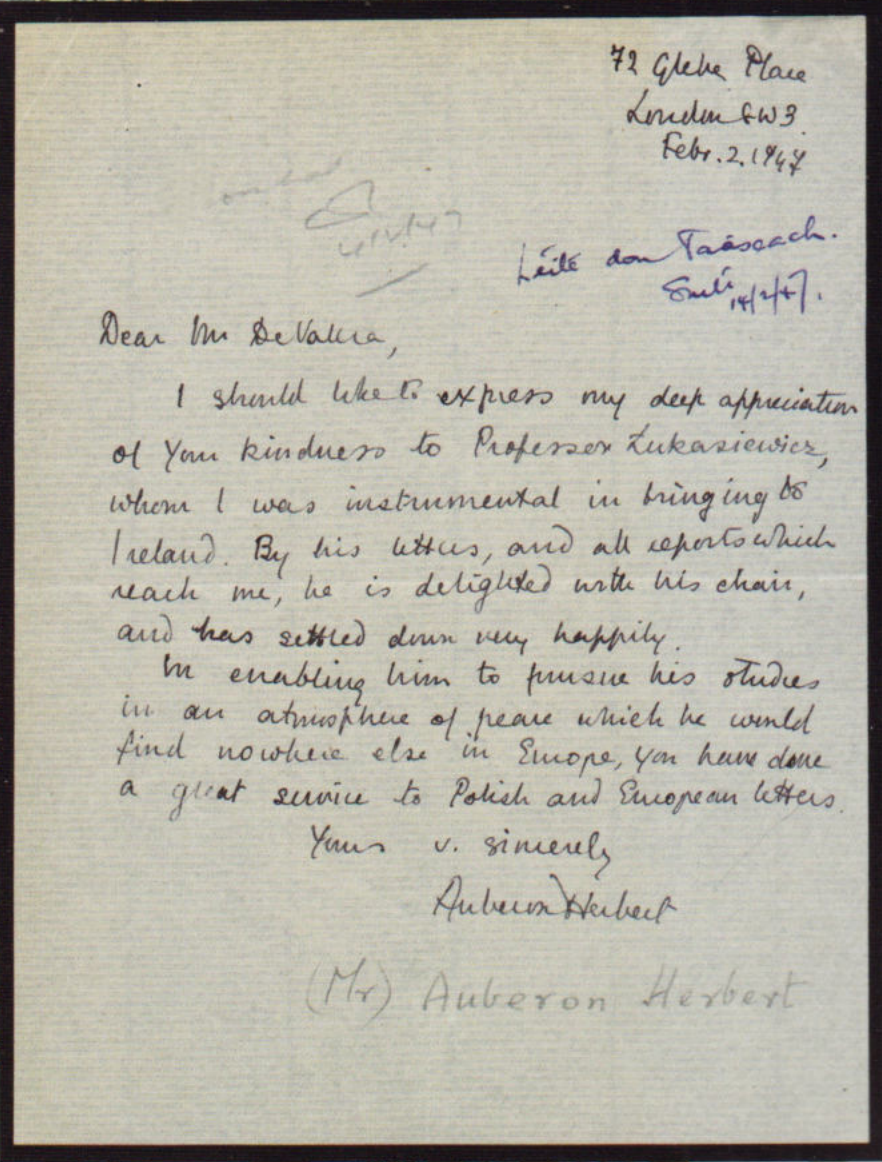 72 Glebe Place
London SW3.
Febr. 2. 1947
4/2/47
Léite don Taoiseach.
14/2/47.
Dear Mr DeValera,
I should like to express my deep appreciation
of your kindness to Professor Łukasiewicz,
whom I was instrumental in bringing to
Ireland. By his letters, and all reports which
reach me, he is delighted with his chair,
and has settled down very happily.
In enabling him to pursue his studies
in an atmosphere of peace which he would
find nowhere else in Europe, you have done
a great service to Polish and European letters.
Yours v. sincerely
Auberon Herbert
(Mr) Auberon Herbert